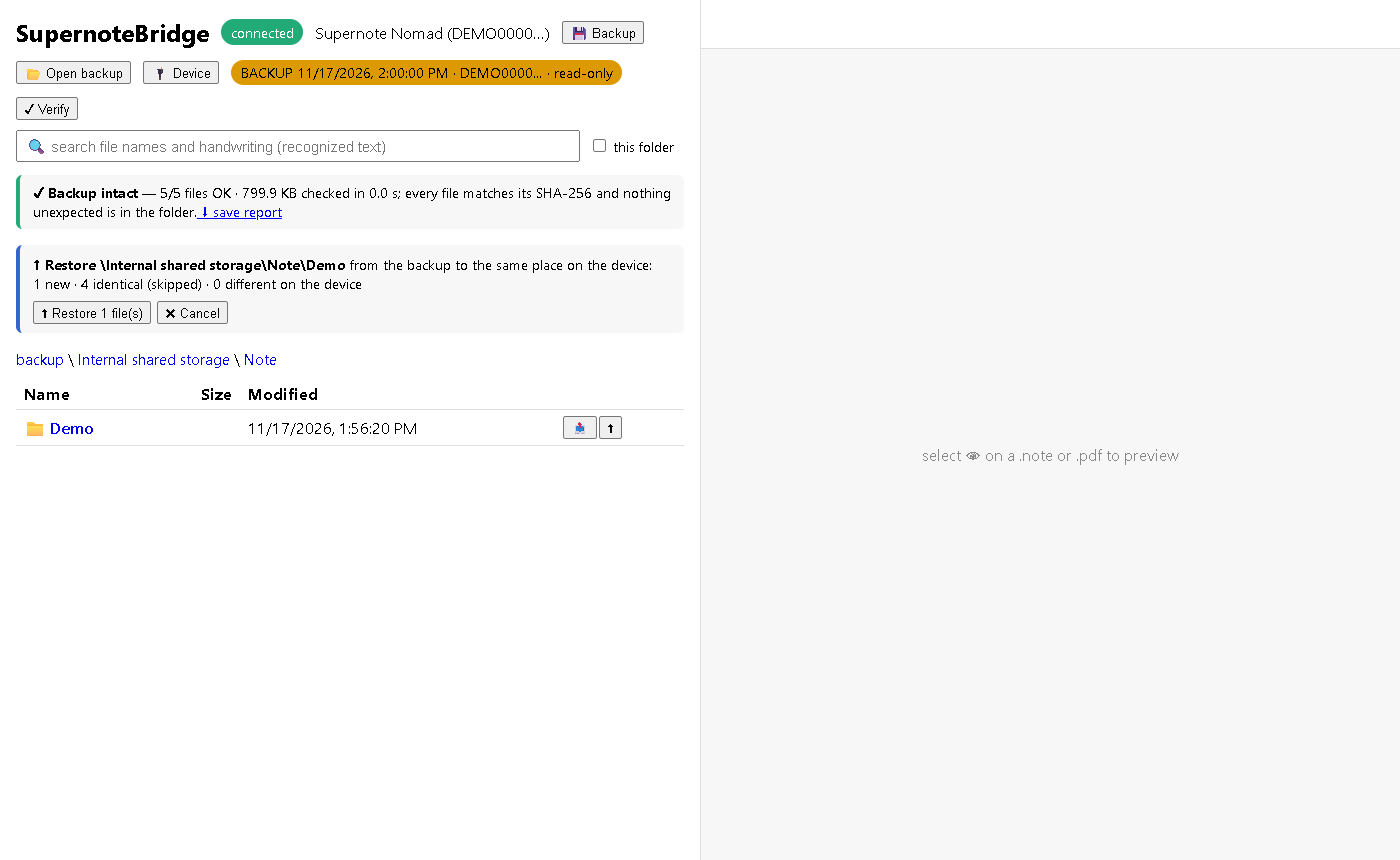 SupernoteBridge connected Supernote Nomad (DEMO0000...) 💾 Backup
📁 Open backup Device BACKUP 11/17/2026, 2:00:00 PM · DEMO0000... · read-only
✓ Verify
🔍 search file names and handwriting (recognized text) this folder
✓ Backup intact — 5/5 files OK · 799.9 KB checked in 0.0 s; every file matches its SHA-256 and nothing
unexpected is in the folder. ⬇ save report
↑ Restore \Internal shared storage\Note\Demo from the backup to the same place on the device:
1 new · 4 identical (skipped) · 0 different on the device
↑ Restore 1 file(s) ✕ Cancel
backup \ Internal shared storage \ Note
Name Size Modified
📁 Demo 11/17/2026, 1:56:20 PM ↑
select 👁 on a .note or .pdf to preview